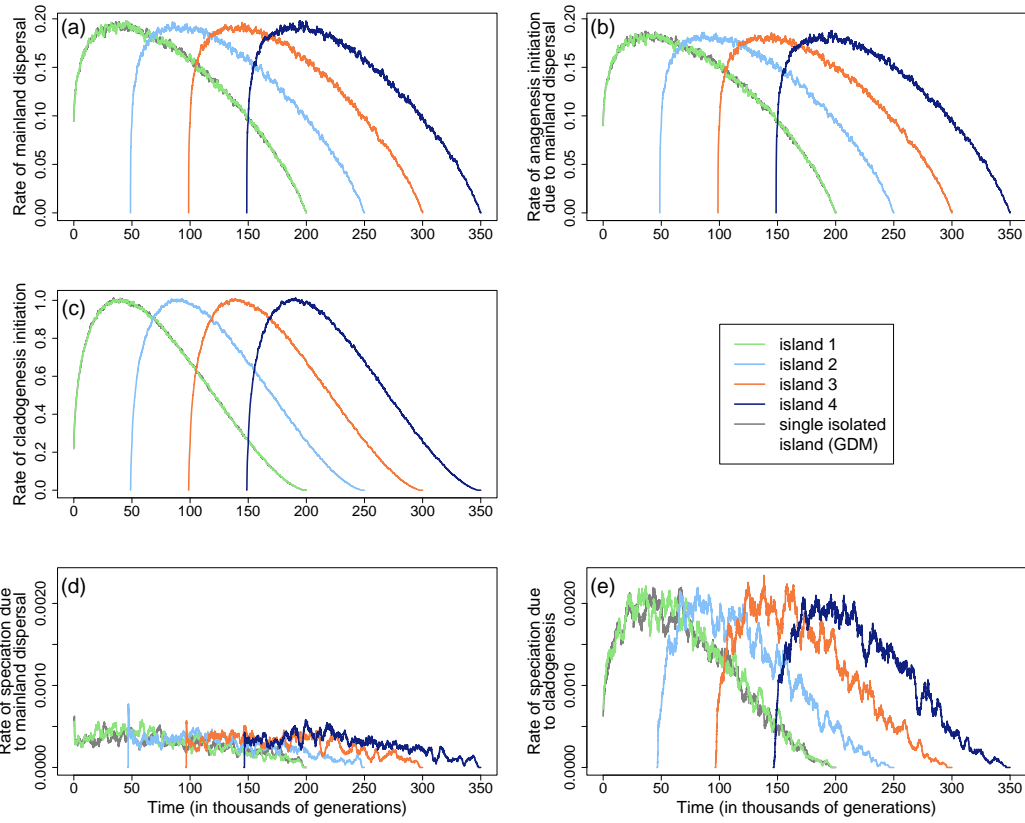 (a)
Rate of mainland dispersal
0.00 0.05 0.10 0.15 0.20
0 50 100 150 200 250 300 350
(b)
Rate of anagenesis initiation
due to mainland dispersal
0.00 0.05 0.10 0.15 0.20
0 50 100 150 200 250 300 350
(c)
Rate of cladogenesis initiation
0.0 0.2 0.4 0.6 0.8 1.0
0 50 100 150 200 250 300 350
island 1
island 2
island 3
island 4
single isolated
island (GDM)
(d)
Rate of speciation due
to mainland dispersal
0.0000 0.0010 0.0020
0 50 100 150 200 250 300 350
Time (in thousands of generations)
(e)
Rate of speciation due
to cladogenesis
0.0000 0.0010 0.0020
0 50 100 150 200 250 300 350
Time (in thousands of generations)